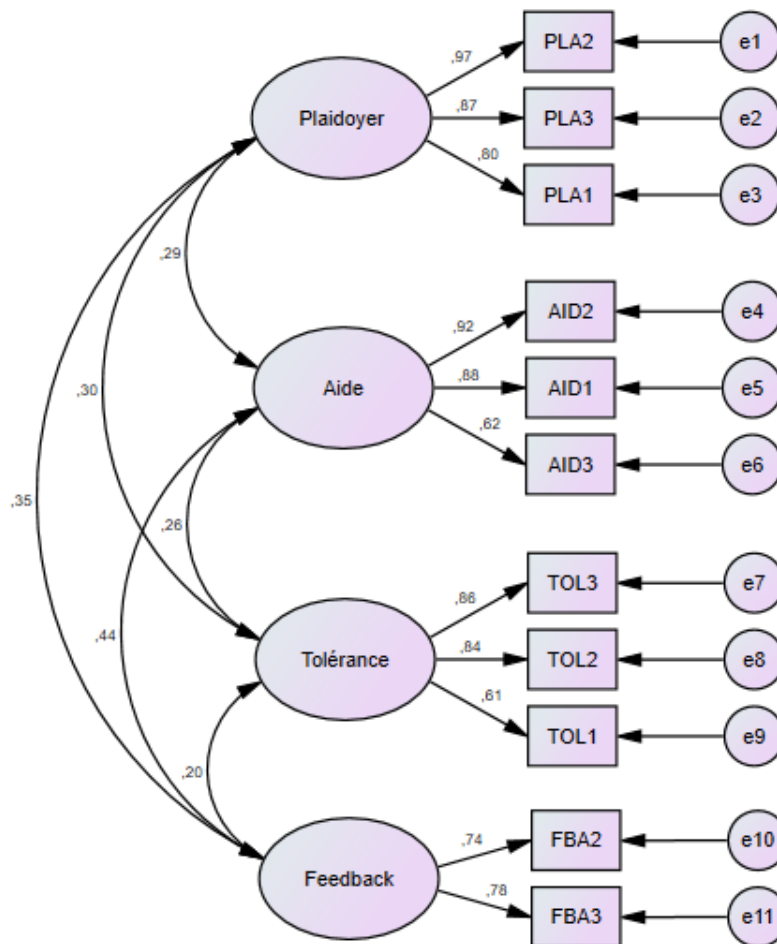 PLA2
e1
,97
Plaidoyer
,87
PLA3
e2
,80
PLA1
e3
,29
AID2
e4
,92
Aide
,88
AID1
e5
,30
,62
AID3
e6
,35
,26
TOL3
e7
,86
,44
Tolérance
,84
TOL2
e8
,61
TOL1
e9
,20
FBA2
e10
,74
Feedback
,78
FBA3
e11